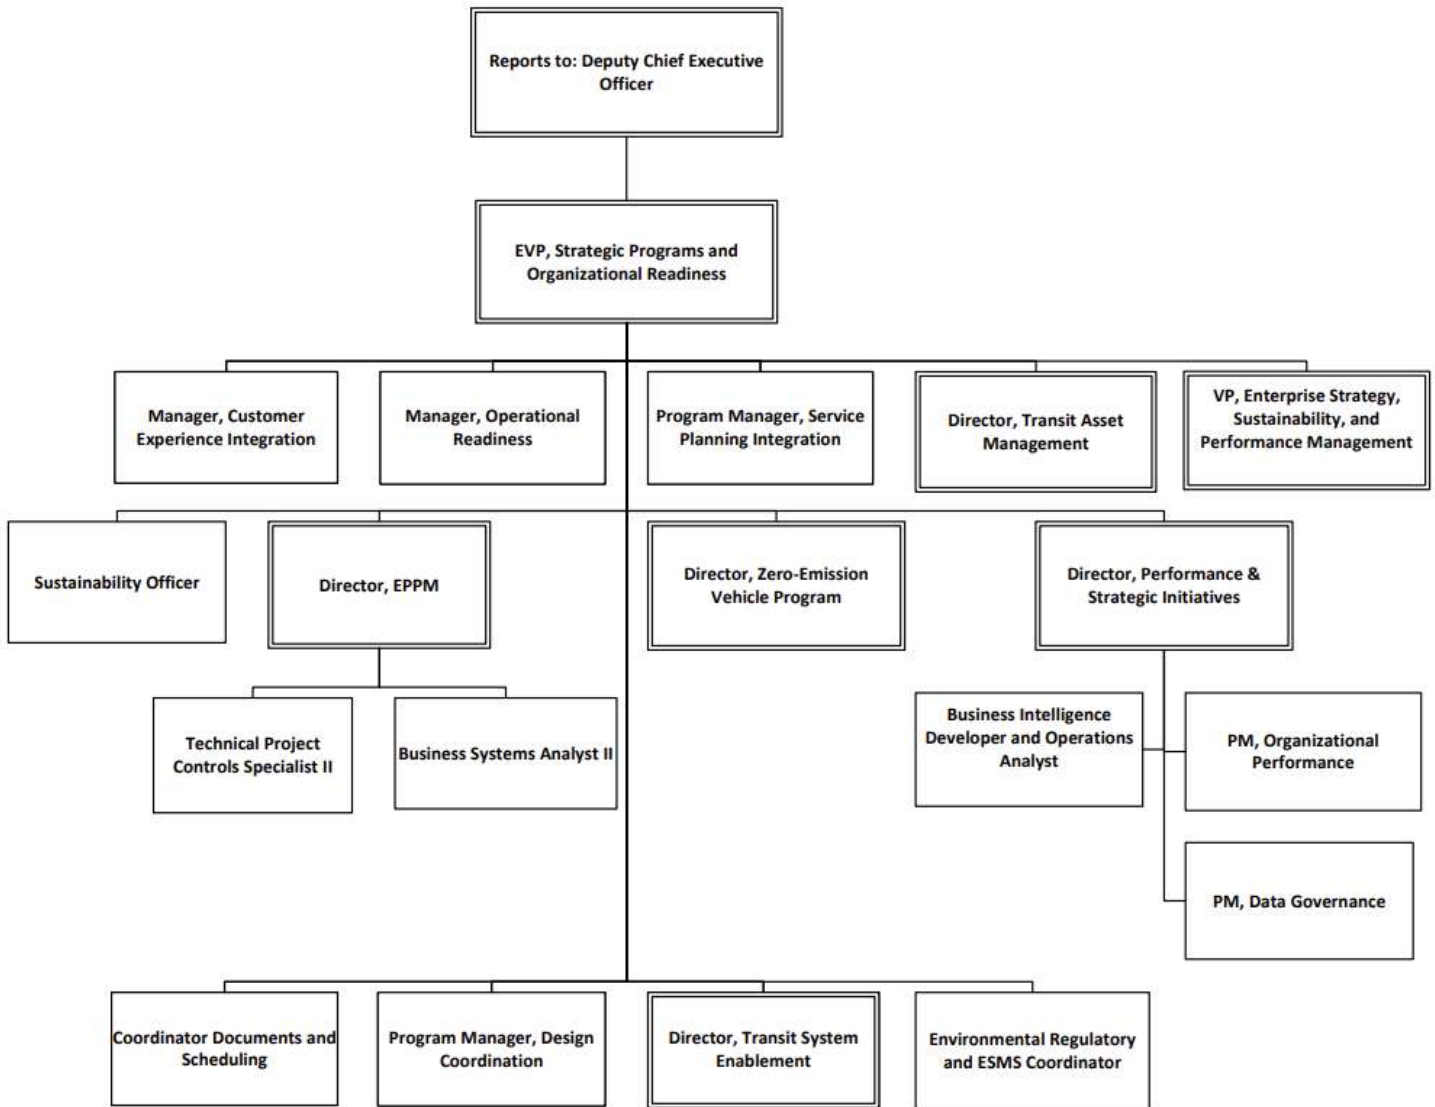 Reports to: Deputy Chief Executive
Officer
EVP, Strategic Programs and
Organizational Readiness
Manager, Customer
Experience Integration
Manager, Operational
Readiness
Program Manager, Service
Planning Integration
Director, Transit Asset
Management
VP, Enterprise Strategy,
Sustainability, and
Performance Management
Sustainability Officer
Director, EPPM
Director, Zero-Emission
Vehicle Program
Director, Performance &
Strategic Initiatives
Technical Project
Controls Specialist II
Business Systems Analyst II
Business Intelligence
Developer and Operations
Analyst
PM, Organizational
Performance
PM, Data Governance
Coordinator Documents and
Scheduling
Program Manager, Design
Coordination
Director, Transit System
Enablement
Environmental Regulatory
and ESMS Coordinator